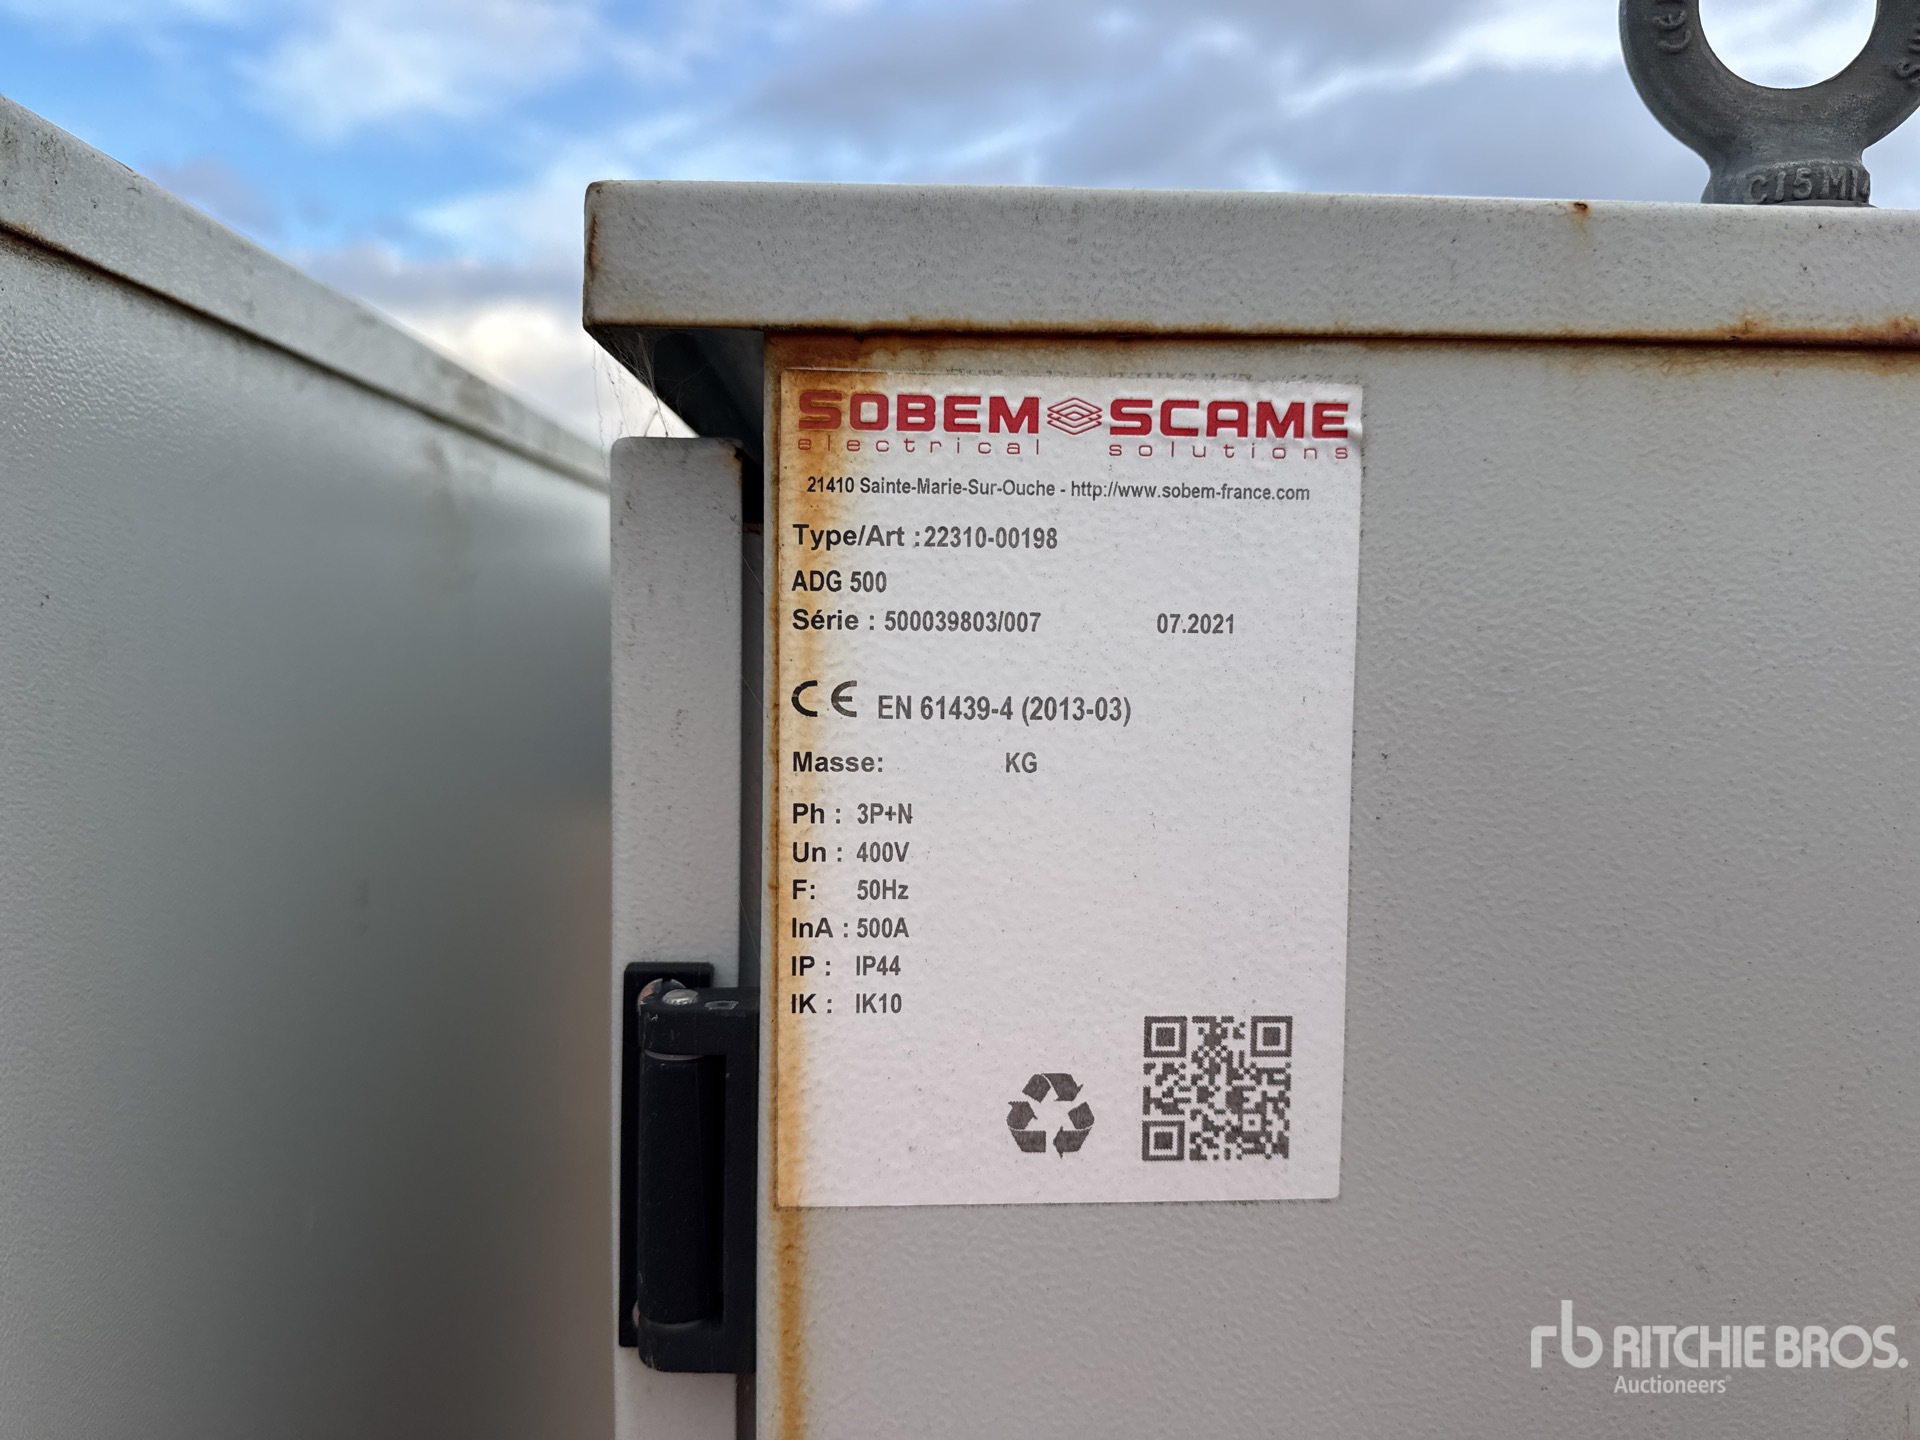 C15MI
SOBEM SCAME
electrical solutions
21410 Sainte-Marie-Sur-Ouche - http://www.sobem-france.com
Type/Art : 22310-00198
ADG 500
Série : 500039803/007 07.2021
CE EN 61439-4 (2013-03)
Masse: KG
Ph : 3P+N
Un : 400V
F: 50Hz
InA : 500A
IP : IP44
IK : IK10
rb RITCHIE BROS.
Auctioneers